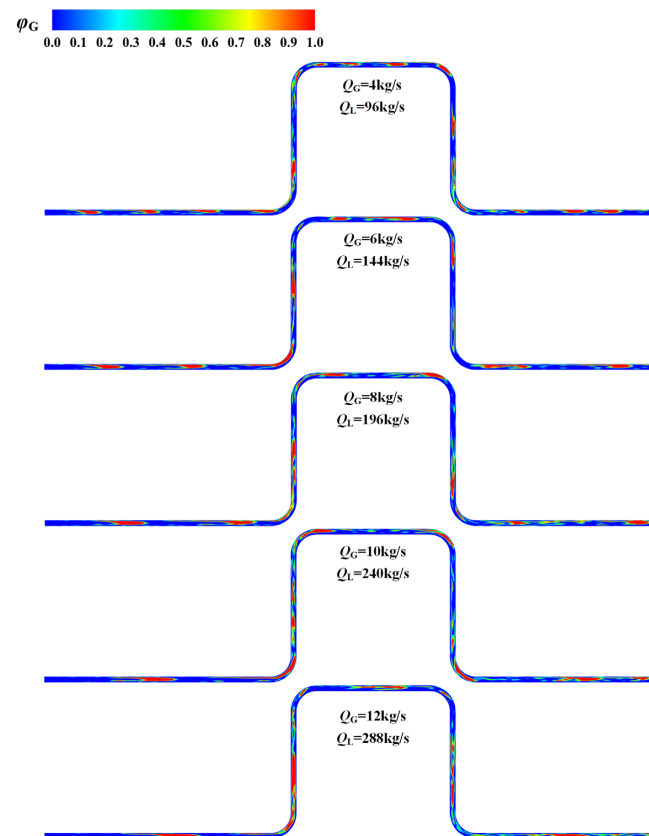 φG
0.0 0.1 0.2 0.3 0.4 0.5 0.6 0.7 0.8 0.9 1.0
QG=4kg/s
QL=96kg/s
QG=6kg/s
QL=144kg/s
QG=8kg/s
QL=196kg/s
QG=10kg/s
QL=240kg/s
QG=12kg/s
QL=288kg/s